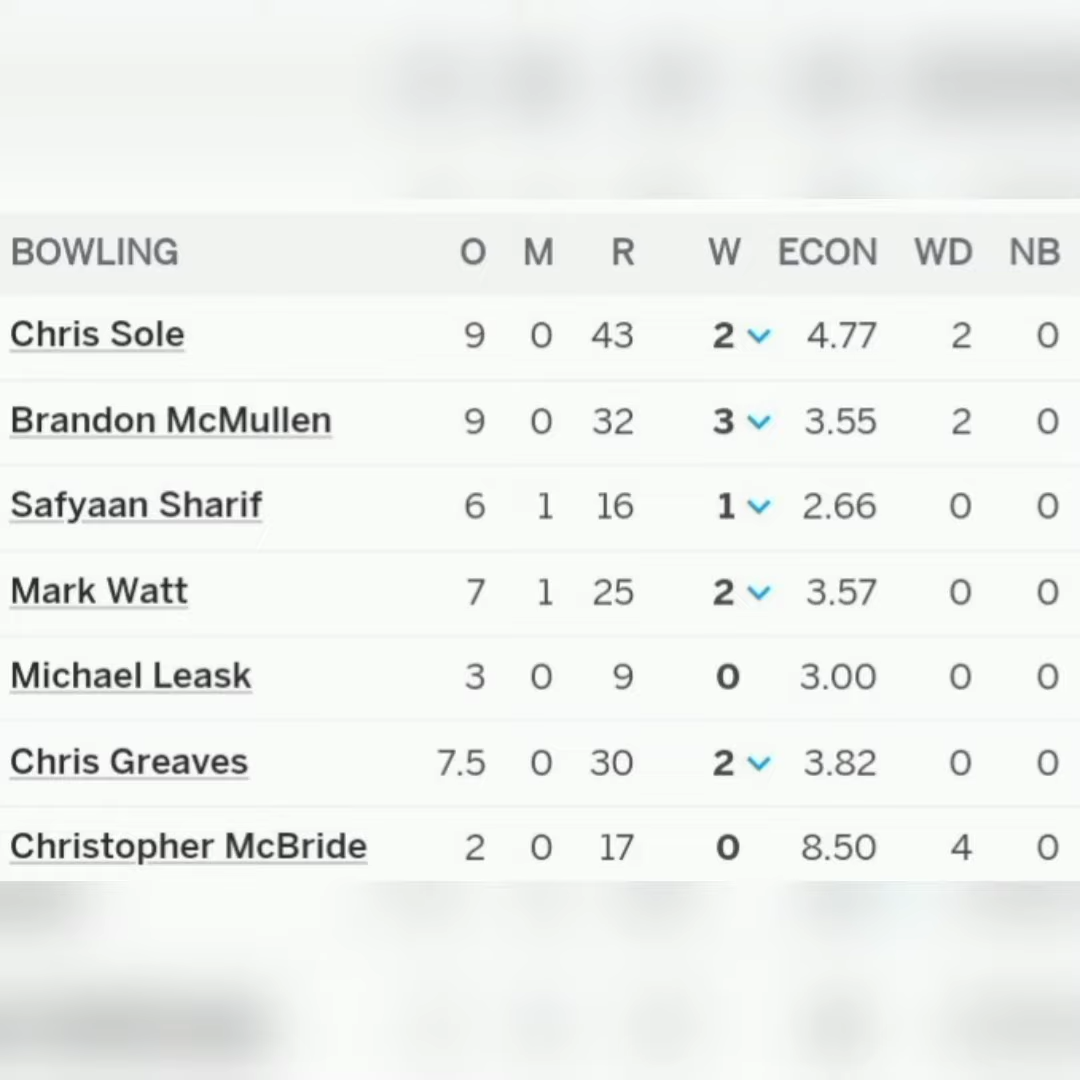 BOWLING O M R W ECON WD NB
Chris Sole 9 0 43 2 4.77 2 0
Brandon McMullen 9 0 32 3 3.55 2 0
Safyaan Sharif 6 1 16 1 2.66 0 0
Mark Watt 7 1 25 2 3.57 0 0
Michael Leask 3 0 9 0 3.00 0 0
Chris Greaves 7.5 0 30 2 3.82 0 0
Christopher McBride 2 0 17 0 8.50 4 0